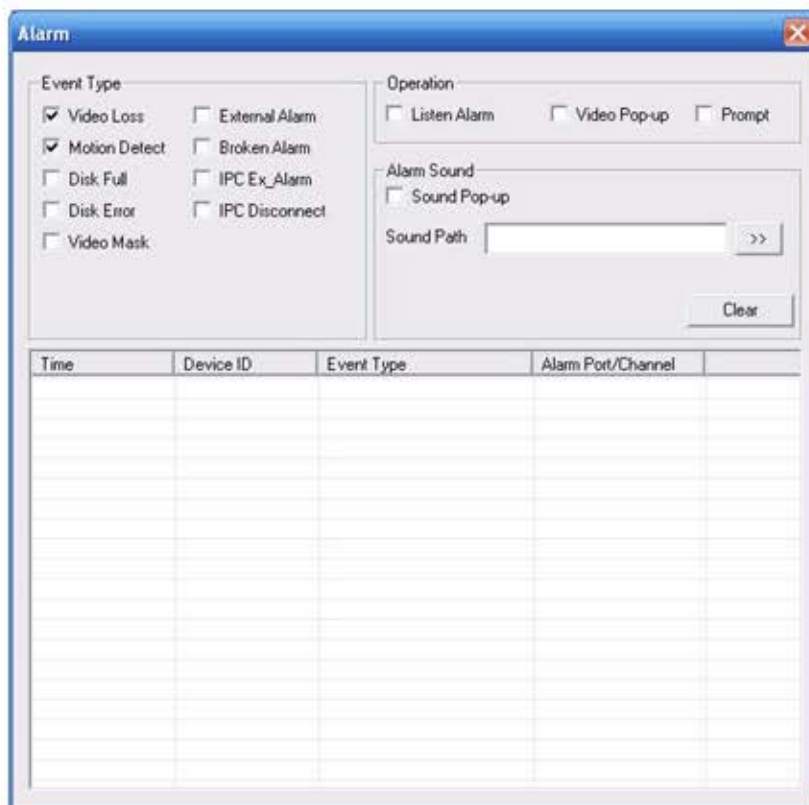 Alarm
Event Type
Video Loss
External Alarm
Motion Detect
Broken Alarm
Disk Full
IPC Ex_Alarm
Disk Error
IPC Disconnect
Video Mask
Operation
Listen Alarm
Video Pop-up
Prompt
Alarm Sound
Sound Pop-up
Sound Path
>>
Clear
Time
Device ID
Event Type
Alarm Port/Channel